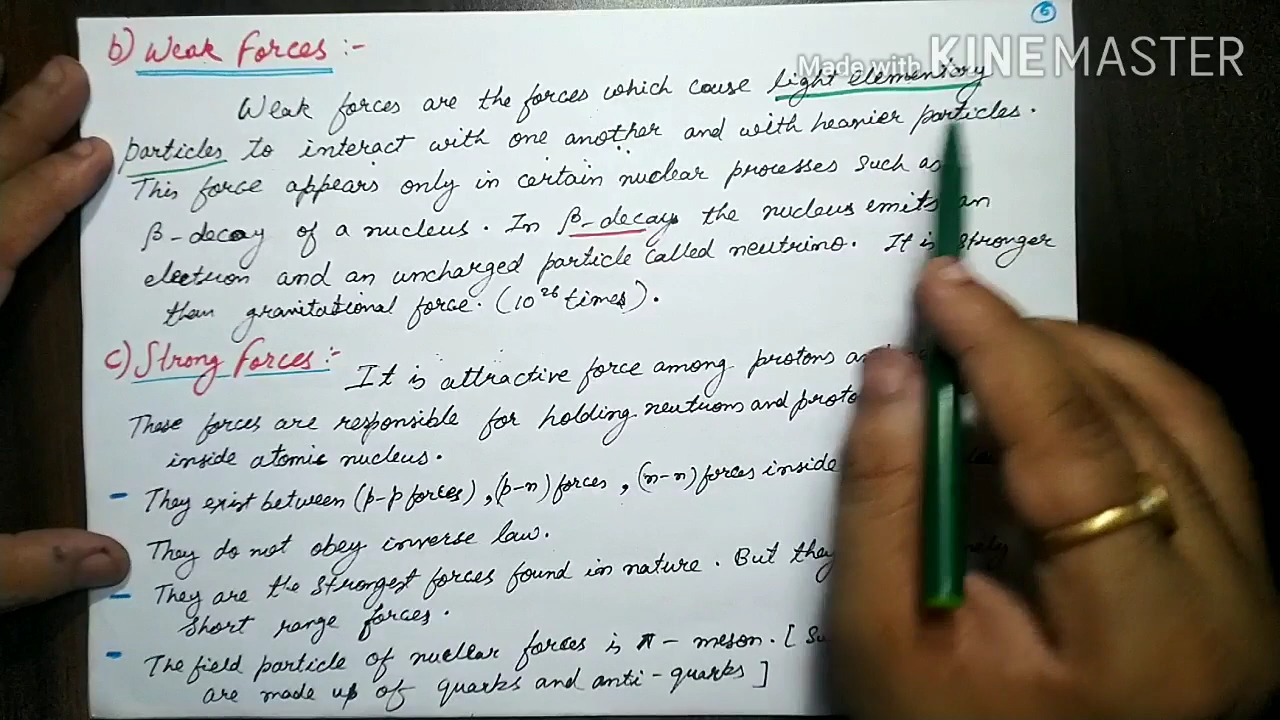 6
b) Weak Forces :-
Made with KINEMASTER
Weak forces are the forces which cause light elementary
particles to interact with one another and with heavier particles.
This force appears only in certain nuclear processes such as
β-decay of a nucleus. In β-decay the nucleus emits an
electron and an uncharged particle called neutrino. It is stronger
than gravitational force. (10^26 times).
c) Strong Forces :- It is attractive force among protons
These forces are responsible for holding neutrons and
inside atomic nucleus.
- They exist between (p-p forces), (p-n) forces, (n-n) forces inside
They do not obey inverse law.
- They are the strongest forces found in nature. But they
short range forces.
- The field particle of nuclear forces is π-meson. [
are made up of quarks and anti-quarks]